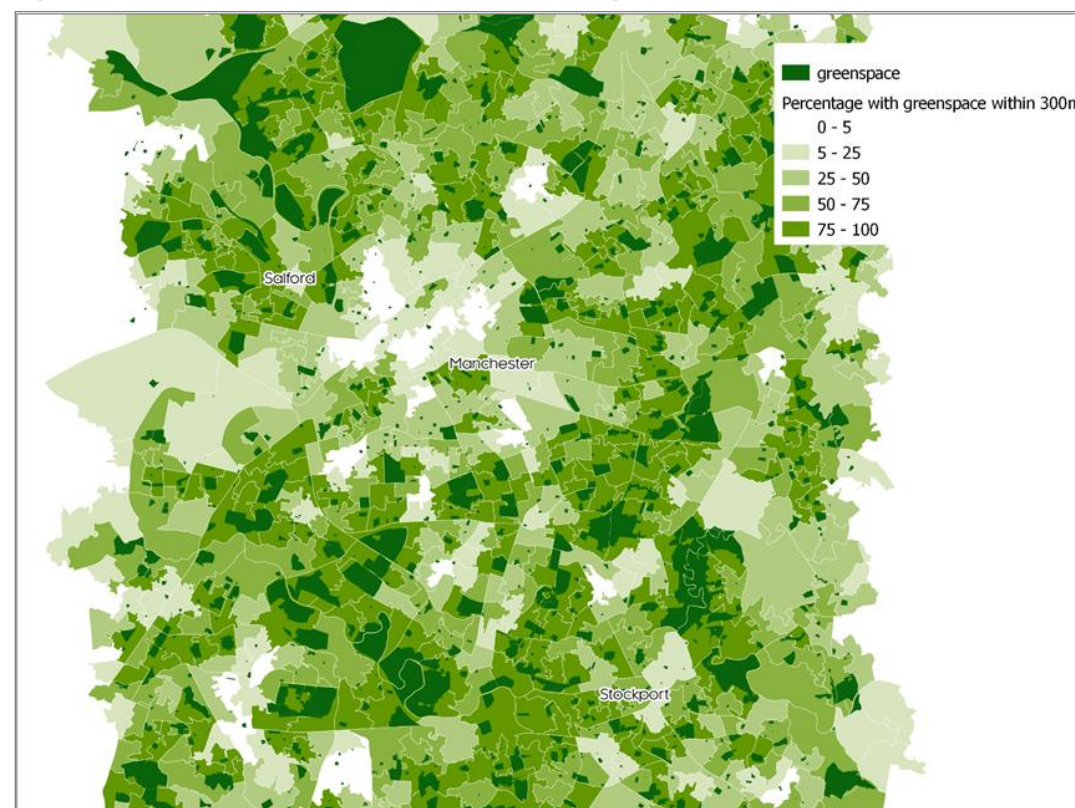 greenspace
Percentage with greenspace within 300m
0 - 5
5 - 25
25 - 50
50 - 75
75 - 100
Salford
Manchester
Stockport